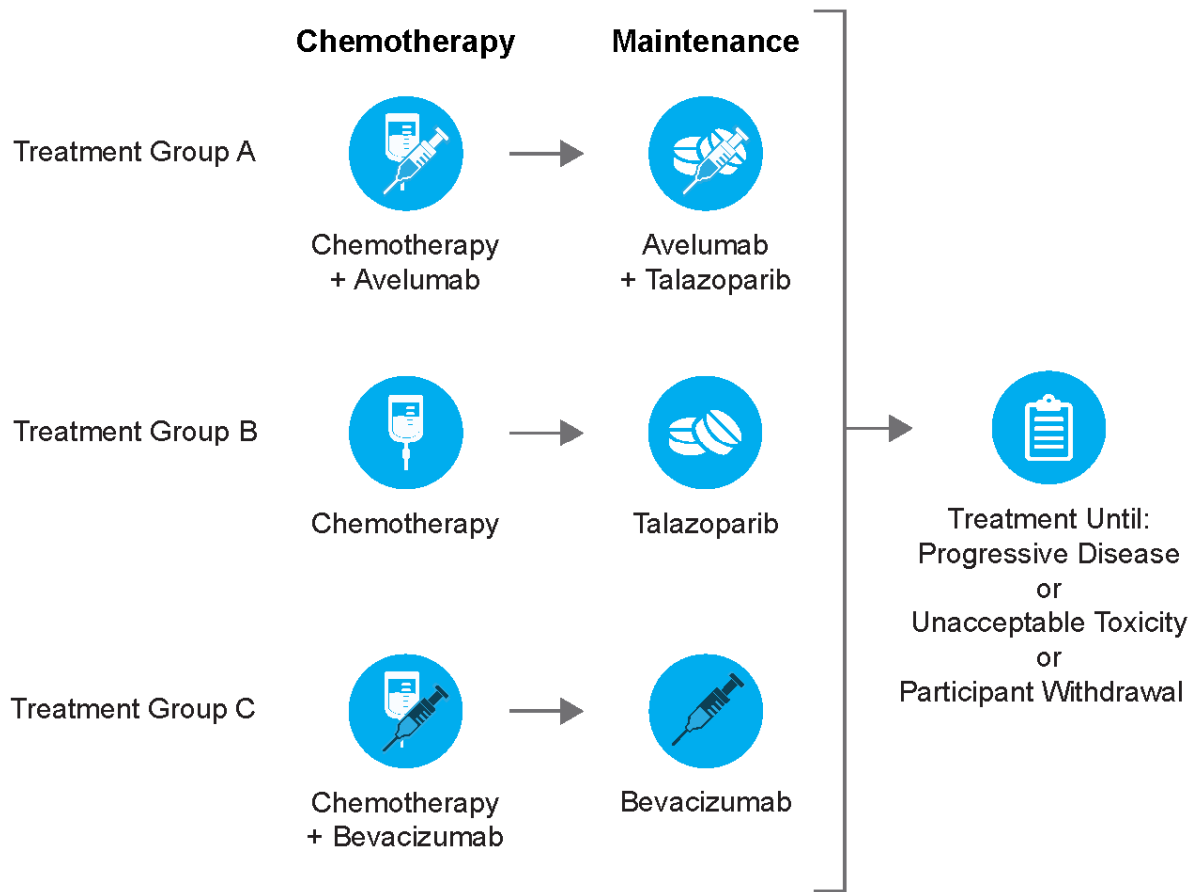 Chemotherapy
Maintenance
Treatment Group A
Chemotherapy
+ Avelumab
Avelumab
+ Talazoparib
Treatment Group B
Chemotherapy
Talazoparib
Treatment Group C
Chemotherapy
+ Bevacizumab
Bevacizumab
Treatment Until:
Progressive Disease
or
Unacceptable Toxicity
or
Participant Withdrawal